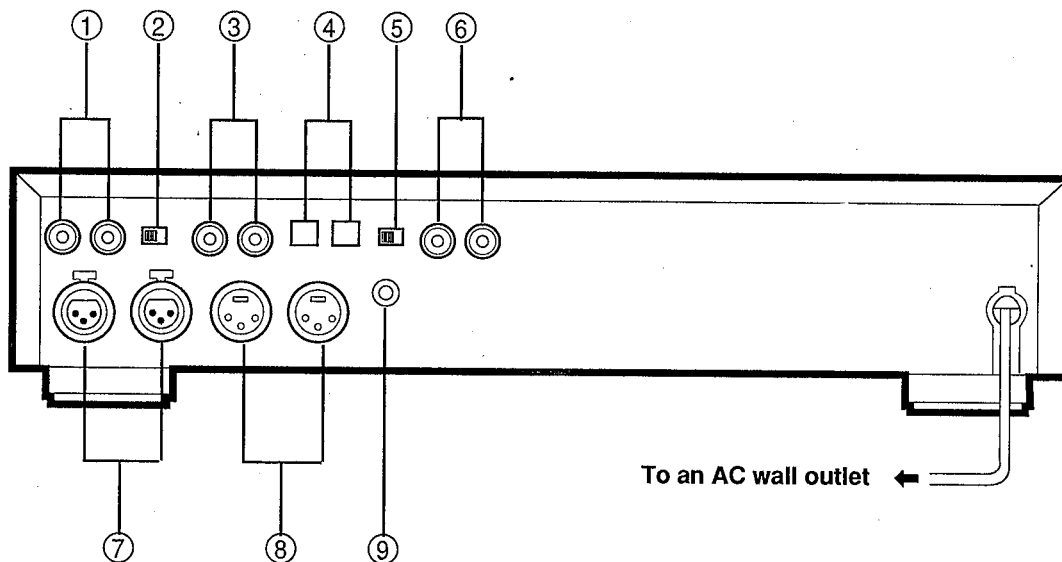 ① ② ③ ④ ⑤ ⑥
To an AC wall outlet
⑦ ⑧ ⑨